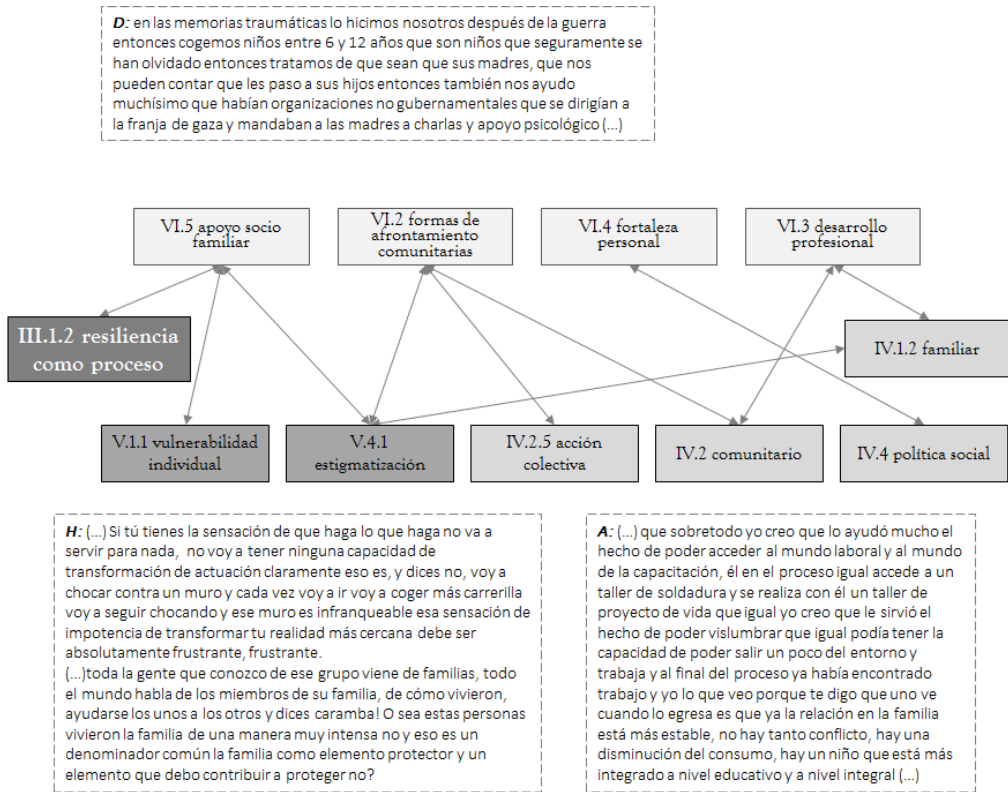 D: en las memorias traumáticas lo hicimos nosotros después de la guerra
entonces cogemos niños entre 6 y 12 años que son niños que seguramente se
han olvidado entonces tratamos de que sean que sus madres, que nos
pueden contar que les paso a sus hijos entonces también nos ayudo
muchísimo que habían organizaciones no gubernamentales que se dirigían a
la franja de gaza y mandaban a las madres a charlas y apoyo psicológico (...)
VI.5 apoyo socio
familiar
VI.2 formas de
afrontamiento
comunitarias
VI.4 fortaleza
personal
VI.3 desarrollo
profesional
III.1.2 resiliencia
como proceso
IV.1.2 familiar
V.1.1 vulnerabilidad
individual
V.4.1
estigmatización
IV.2.5 acción
colectiva
IV.2 comunitario
IV.4 política social
H: (...) Si tú tienes la sensación de que haga lo que haga no va a
servir para nada, no voy a tener ninguna capacidad de
transformación de actuación claramente eso es, y dices no, voy a
chocar contra un muro y cada vez voy a ir voy a coger más carrerilla
voy a seguir chocando y ese muro es infranqueable esa sensación de
impotencia de transformar tu realidad más cercana debe ser
absolutamente frustrante, frustrante.
(...)toda la gente que conozco de ese grupo viene de familias, todo
el mundo habla de los miembros de su familia, de cómo vivieron,
ayudarse los unos a los otros y dices caramba! O sea estas personas
vivieron la familia de una manera muy intensa no y eso es un
denominador común la familia como elemento protector y un
elemento que debo contribuir a proteger no?
A: (...) que sobretodo yo creo que lo ayudó mucho el
hecho de poder acceder al mundo laboral y al mundo
de la capacitación, él en el proceso igual accede a un
taller de soldadura y se realiza con él un taller de
proyecto de vida que igual yo creo que le sirvió el
hecho de poder vislumbrar que igual podía tener la
capacidad de poder salir un poco del entorno y
trabaja y al final del proceso ya había encontrado
trabajo y yo lo que veo porque te digo que uno ve
cuando lo egresa es que ya la relación en la familia
está más estable, no hay tanto conflicto, hay una
disminución del consumo, hay un niño que está más
integrado a nivel educativo y a nivel integral (...)